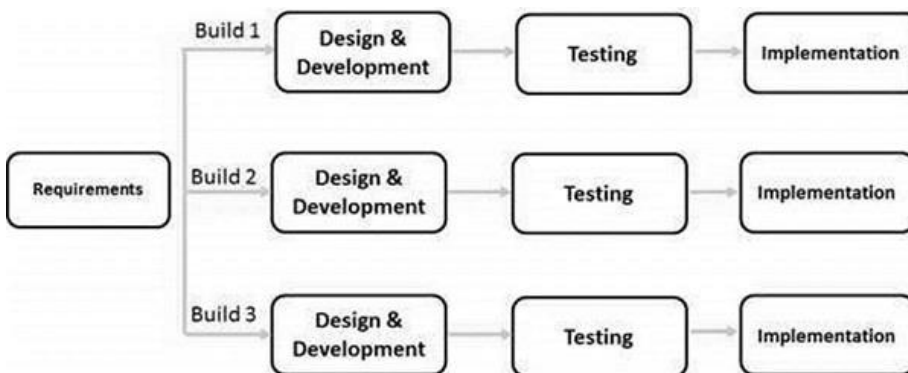 Build 1
Design &
Development
Testing
Implementation
Requirements
Build 2
Design &
Development
Testing
Implementation
Build 3
Design &
Development
Testing
Implementation